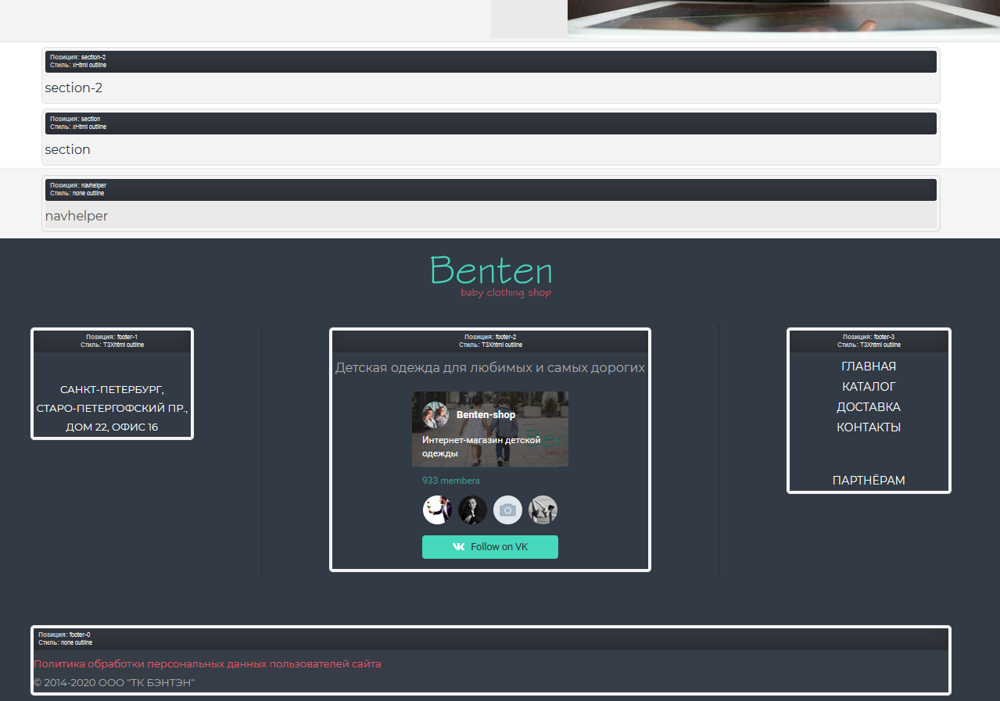 Позиция: section-2
Стиль: xHtml outline
section-2
Позиция: section
Стиль: xHtml outline
section
Позиция: navhelper
Стиль: none outline
navhelper
Benten
baby clothing shop
Позиция: footer-1
Стиль: T3Xhtml outline
САНКТ-ПЕТЕРБУРГ,
СТАРО-ПЕТЕРГОФСКИЙ ПР.,
ДОМ 22, ОФИС 16
Позиция: footer-2
Стиль: T3Xhtml outline
Детская одежда для любимых и самых дорогих
Benten-shop
Интернет-магазин детской
одежды
933 members
Follow on VK
Позиция: footer-3
Стиль: T3Xhtml outline
ГЛАВНАЯ
КАТАЛОГ
ДОСТАВКА
КОНТАКТЫ
ПАРТНЁРАМ
Позиция: footer-0
Стиль: none outline
Политика обработки персональных данных пользователей сайта
© 2014-2020 ООО "ТК БЭНТЭН"